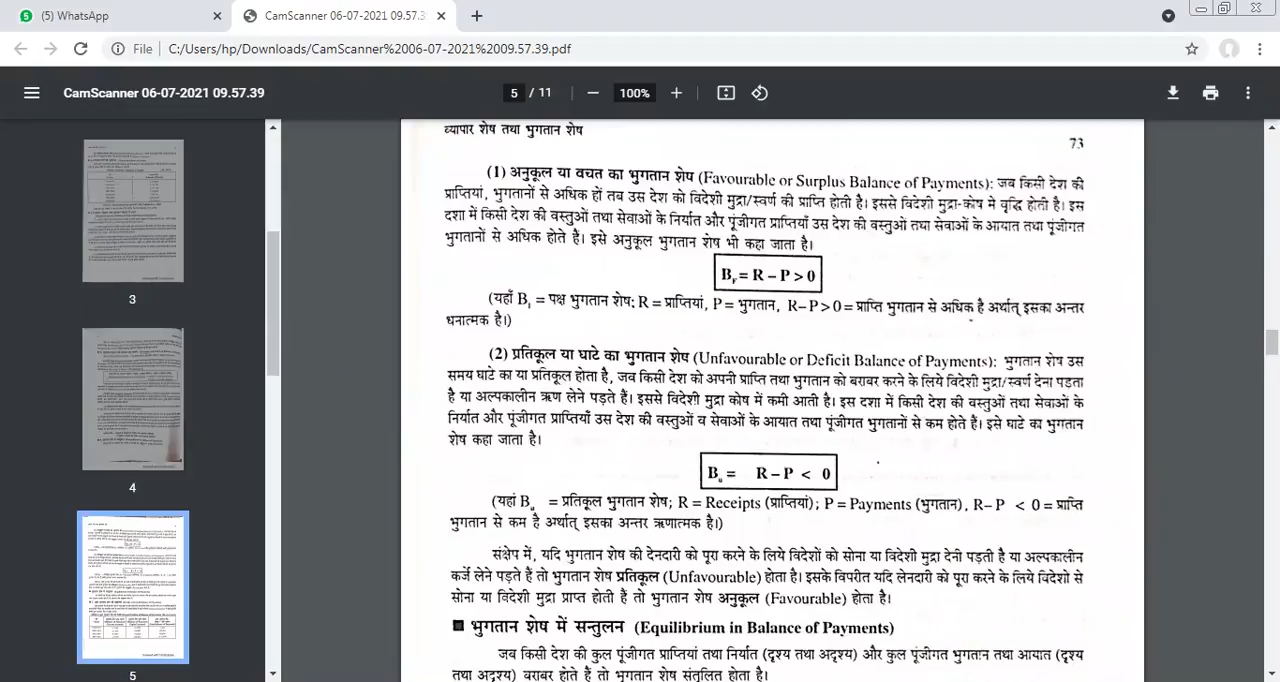 (5) WhatsApp
CamScanner 06-07-2021 09.57.3
File
C:/Users/hp/Downloads/CamScanner%2006-07-2021%2009.57.39.pdf
CamScanner 06-07-2021 09.57.39
5 / 11
100%
3
4
5
व्यापार शेष तथा भुगतान शेष
73
(1) अनुकूल या बचत का भुगतान शेष (Favourable or Surplus Balance of Payments): जब किसी देश की
प्राप्तियां, भुगतानों से अधिक हो तब उस देश को विदेशी मुद्रा/स्वर्ण की प्राप्ति होती है। इससे विदेशी मुद्रा-कोष मे वृद्धि होती है। इस
दशा में किसी देश की वस्तुओं तथा सेवाओं के निर्यात और पूंजीगत प्राप्तियां उस देश की वस्तुओं तथा सेवाओं के आयात तथा पूंजीगत
भुगतानों से अधिक होते है। इसे अनुकूल भुगतान शेष भी कहा जाता है।
B = R – P > 0
(यहाँ B = पक्ष भुगतान शेष; R = प्राप्तियां, P = भुगतान, R–P > 0 = प्राप्ति भुगतान से अधिक है अर्थात् इसका अन्तर
धनात्मक है।)
(2) प्रतिकूल या घाटे का भुगतान शेष (Unfavourable or Deficit Balance of Payments): भुगतान शेष उस
समय घाटे का या प्रतिकूल होता है, जब किसी देश को अपनी प्राप्ति तथा भुगतान को बराबर करने के लिये विदेशी मुद्रा/स्वर्ण देना पडता
है या अल्पकालीन ऋण लेने पड़ते है। इससे विदेशी मुद्रा कोष में कमी आती है। इस दशा में किसी देश की वस्तुओं तथा सेवाओं के
निर्यात और पूंजीगत प्राप्तियां उस देश की वस्तुओं व सेवाओं के आयात तथा पूंजीगत भुगतानों से कम होते हैं। इसे घाटे का भुगतान
शेष कहा जाता है।
B = R – P < 0
(यहां B = प्रतिकूल भुगतान शेष; R = Receipts (प्राप्तियां); P = Payments (भुगतान), R–P < 0 = प्राप्ति
भुगतान से कम है अर्थात् इसका अन्तर ऋणात्मक है।)
संक्षेप में यदि भुगतान शेष की देनदारी को पूरा करने के लिये विदेशों को सोना या विदेशी मुद्रा देनी पड़े या अल्पकालीन
कर्जे लेने पड़े तो भुगतान शेष प्रतिकूल (Unfavourable) होता है। इसके विपरीत यदि लेनदारी को पूरा करने के लिये विदेशो से
सोना या विदेशी मुद्रा प्राप्त होती है तो भुगतान शेष अनुकूल (Favourable) होता है।
■ भुगतान शेष में सन्तुलन (Equilibrium in Balance of Payments)
जब किसी देश की कुल पूंजीगत प्राप्तियां तथा निर्यात (दृश्य तथा अदृश्य) और कुल पूंजीगत भुगतान तथा आयात (दृश्य
तथा अदृश्य) बराबर होते हैं तो भुगतान शेष संतुलित होता है।